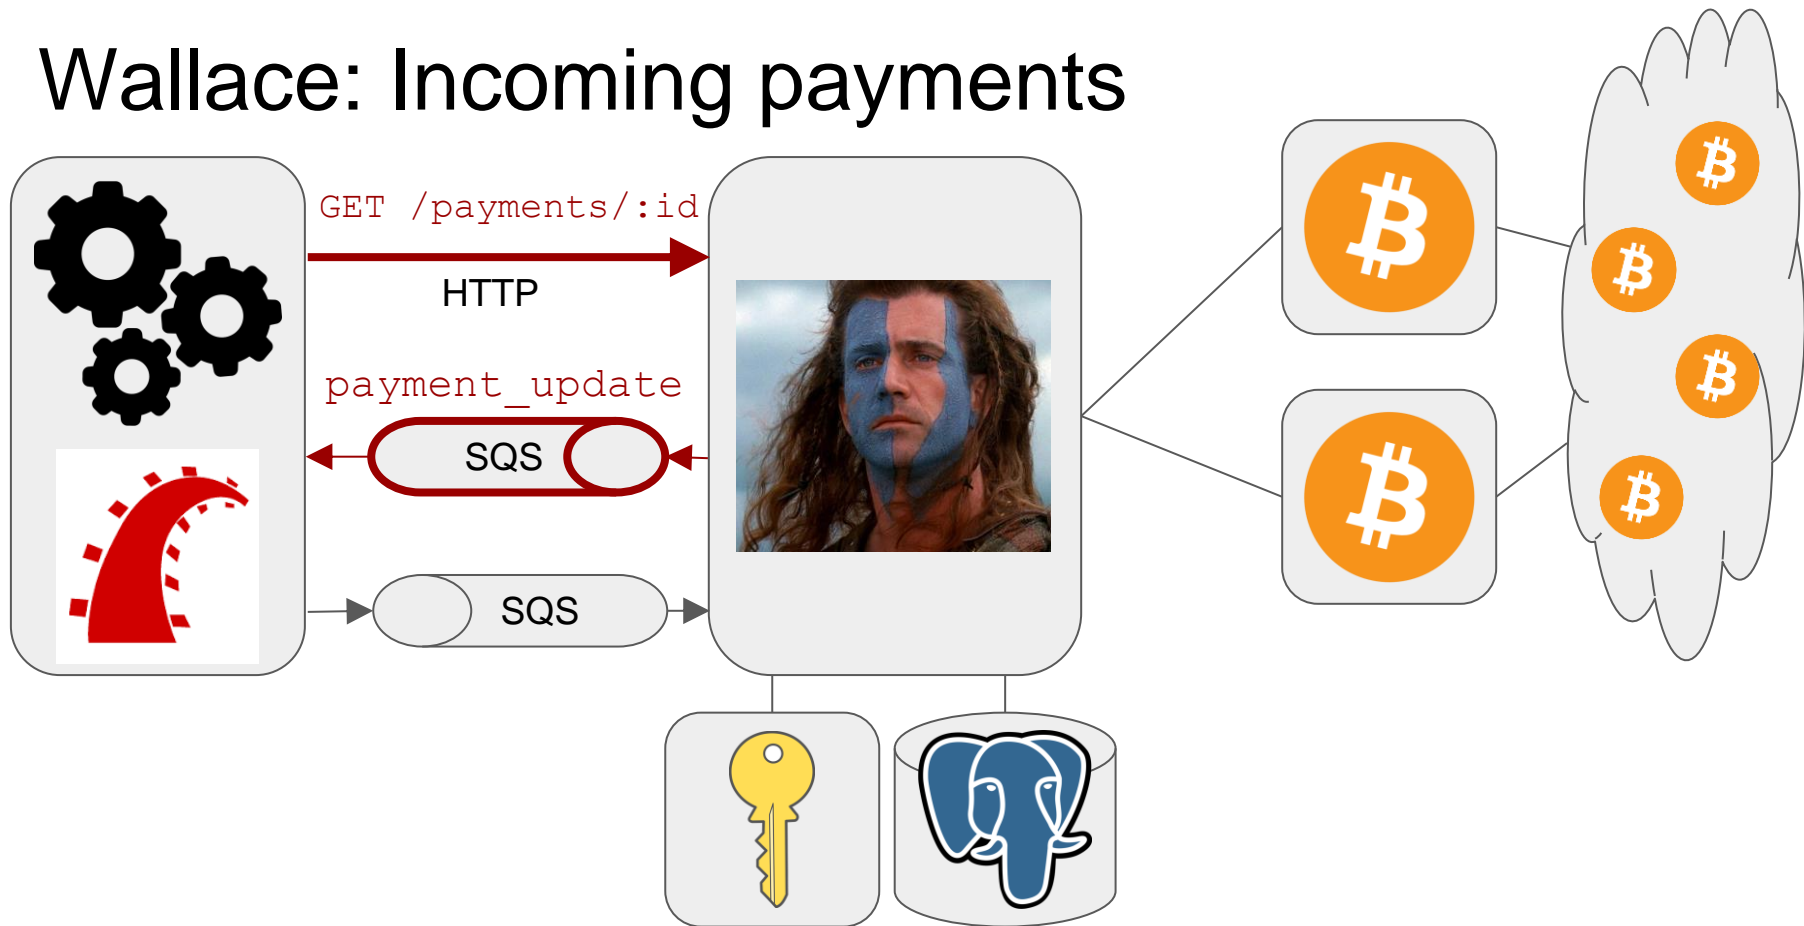 Wallace: Incoming payments
GET /payments/:id
HTTP
payment_update
SQS
SQS